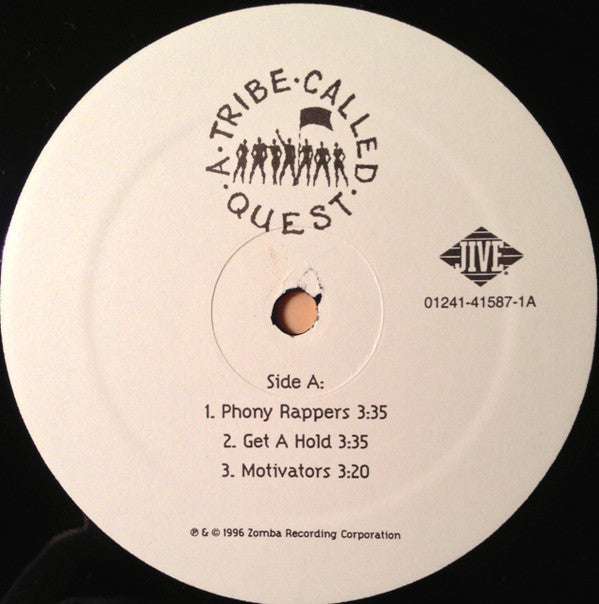 A · TRIBE · CALLED · QUEST ·
JIVE
01241-41587-1A
Side A:
1. Phony Rappers 3:35
2. Get A Hold 3:35
3. Motivators 3:20
℗ & © 1996 Zomba Recording Corporation